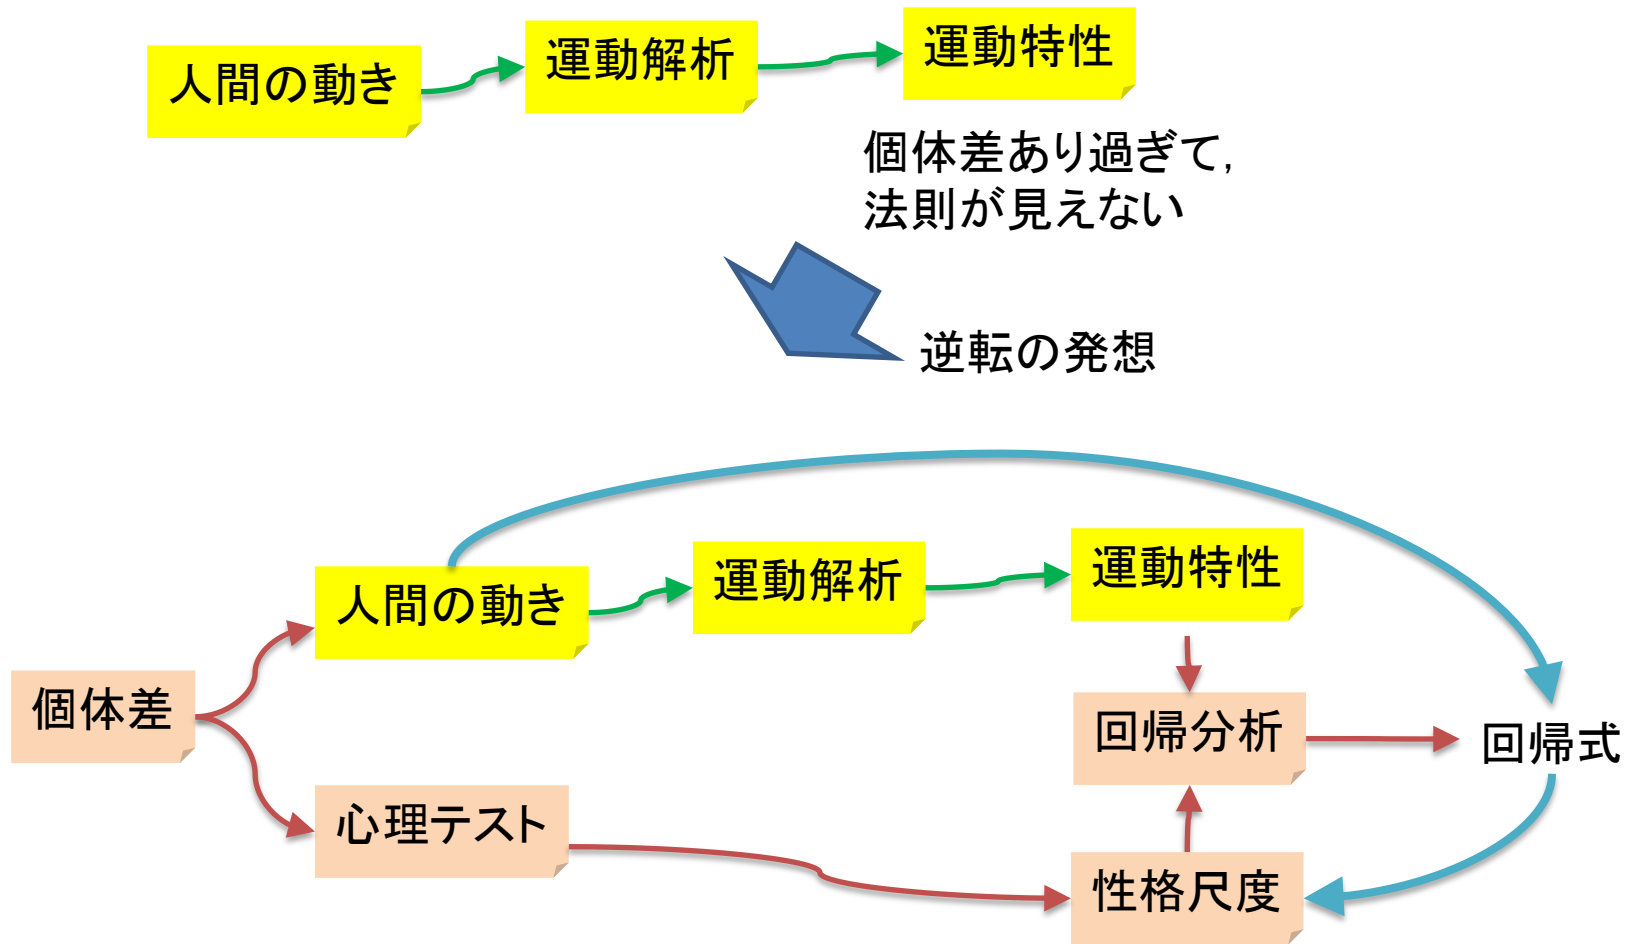 人間の動き
運動解析
運動特性
個体差あり過ぎて,
法則が見えない
逆転の発想
人間の動き
運動解析
運動特性
個体差
回帰分析
回帰式
心理テスト
性格尺度